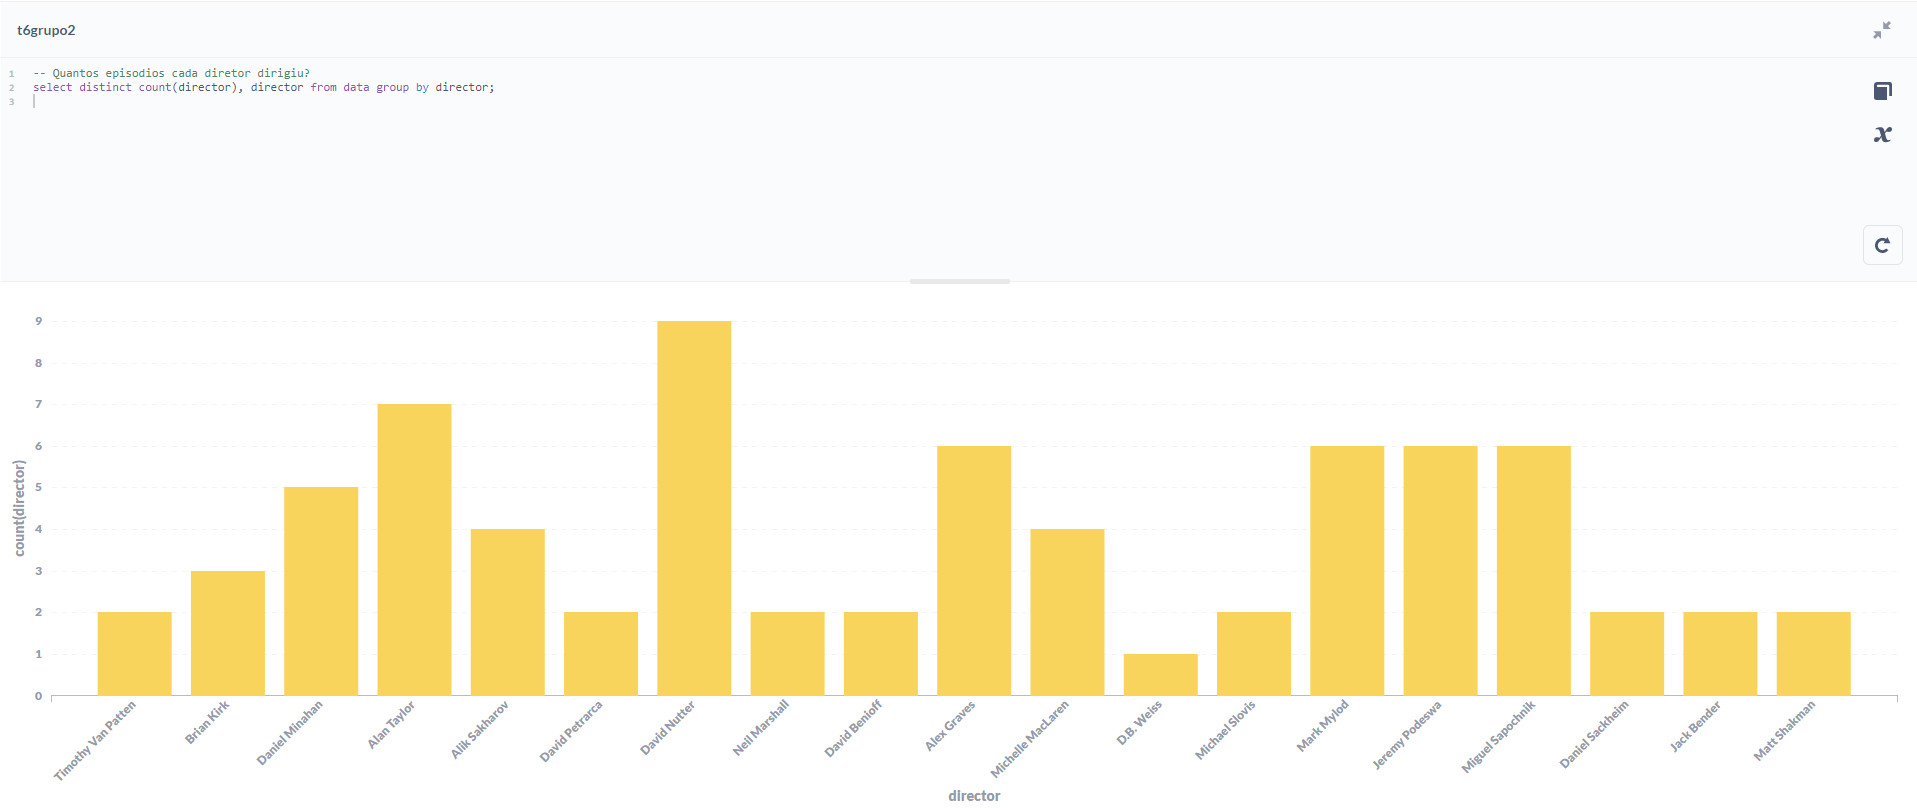 t6grupo2
1 -- Quantos episodios cada diretor dirigiu?
2 select distinct count(director), director from data group by director;
3
x
9
8
7
6
5
4
3
2
1
0
count(director)
Timothy Van Patten
Brian Kirk
Daniel Minahan
Alan Taylor
Alik Sakharov
David Petrarca
David Nutter
Neil Marshall
David Benioff
Alex Graves
Michelle MacLaren
D.B. Weiss
Michael Slovis
Mark Mylod
Jeremy Podeswa
Miguel Sapochnik
Daniel Sackheim
Jack Bender
Matt Shakman
director